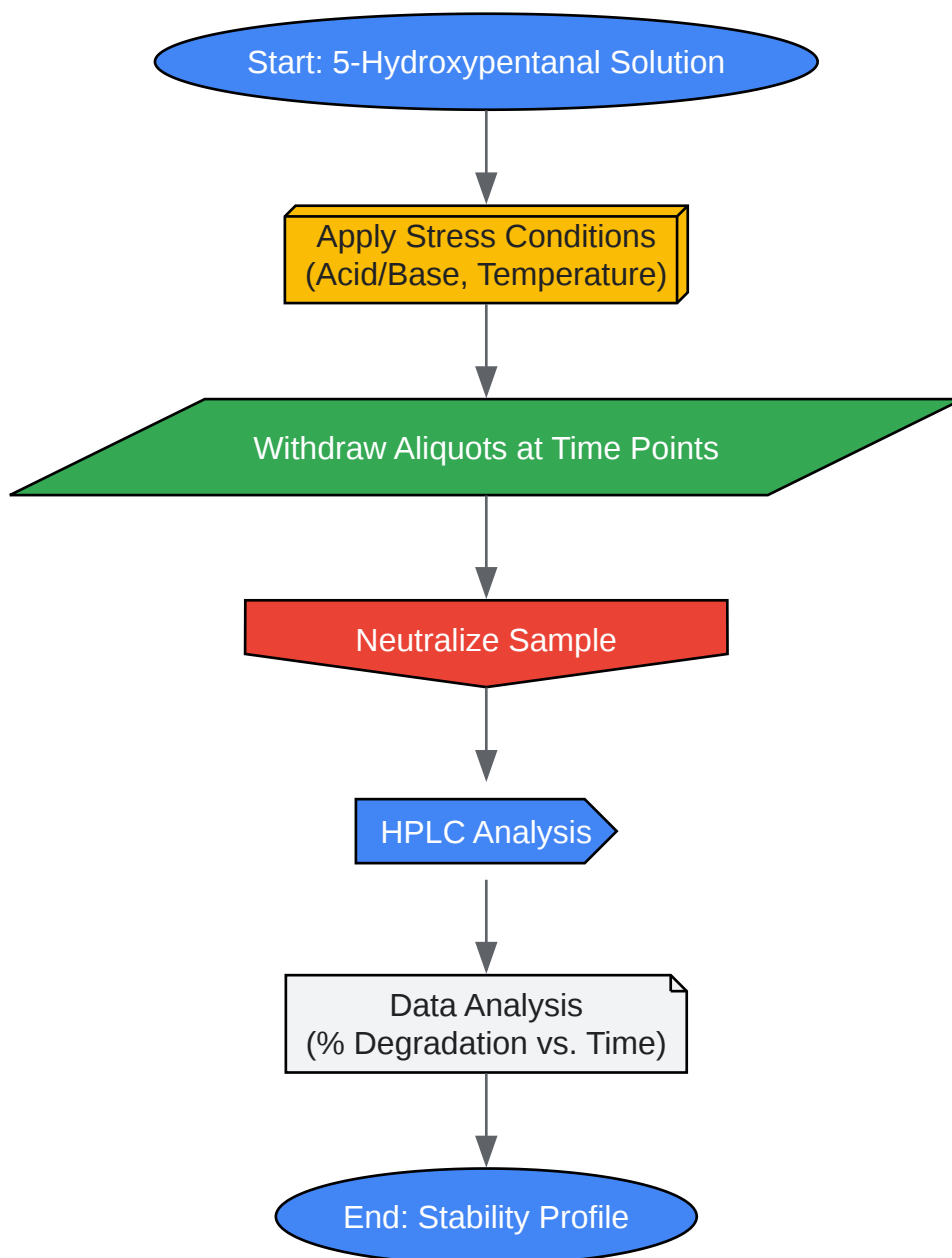 Start: 5-Hydroxypentanal Solution
Apply Stress Conditions
(Acid/Base, Temperature)
Withdraw Aliquots at Time Points
Neutralize Sample
HPLC Analysis
Data Analysis
(% Degradation vs. Time)
End: Stability Profile